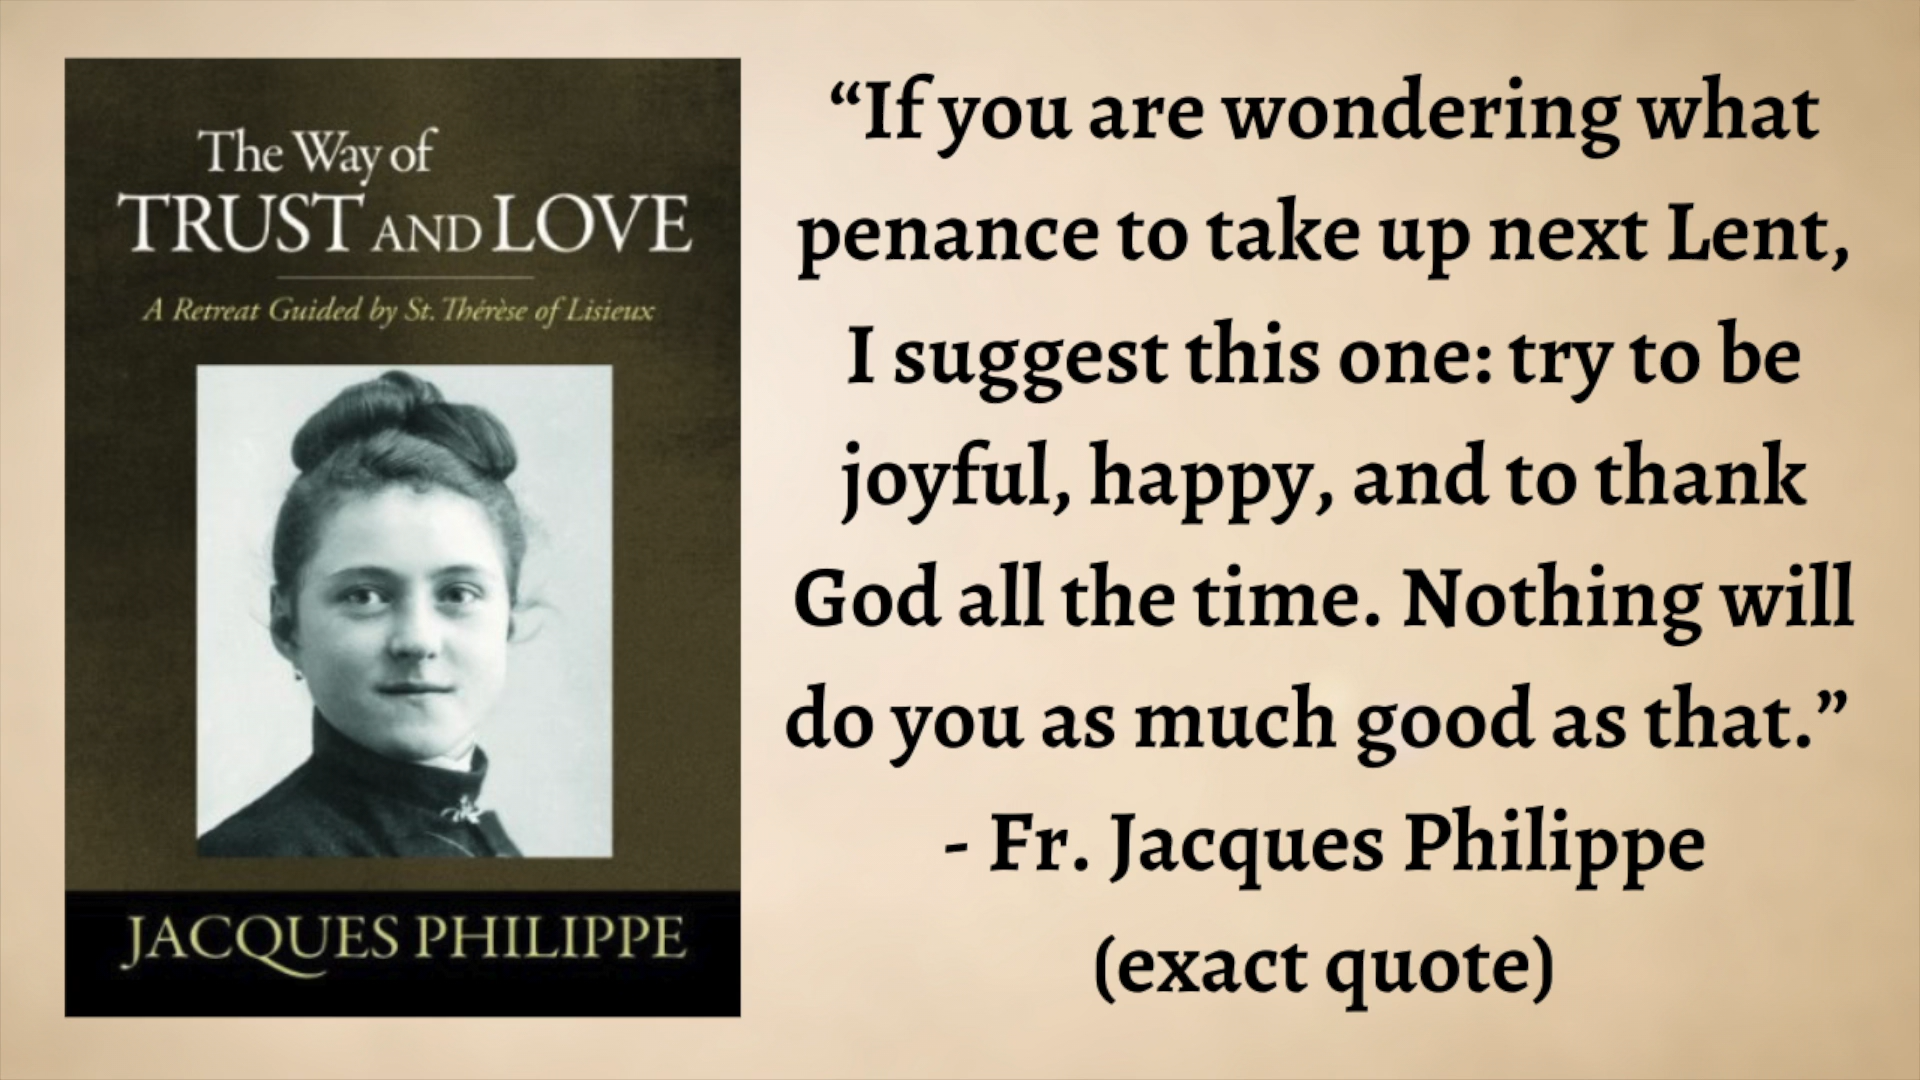 The Way of
TRUST AND LOVE
A Retreat Guided by St. Thérèse of Lisieux
JACQUES PHILIPPE
“If you are wondering what
penance to take up next Lent,
I suggest this one: try to be
joyful, happy, and to thank
God all the time. Nothing will
do you as much good as that.”
- Fr. Jacques Philippe
(exact quote)